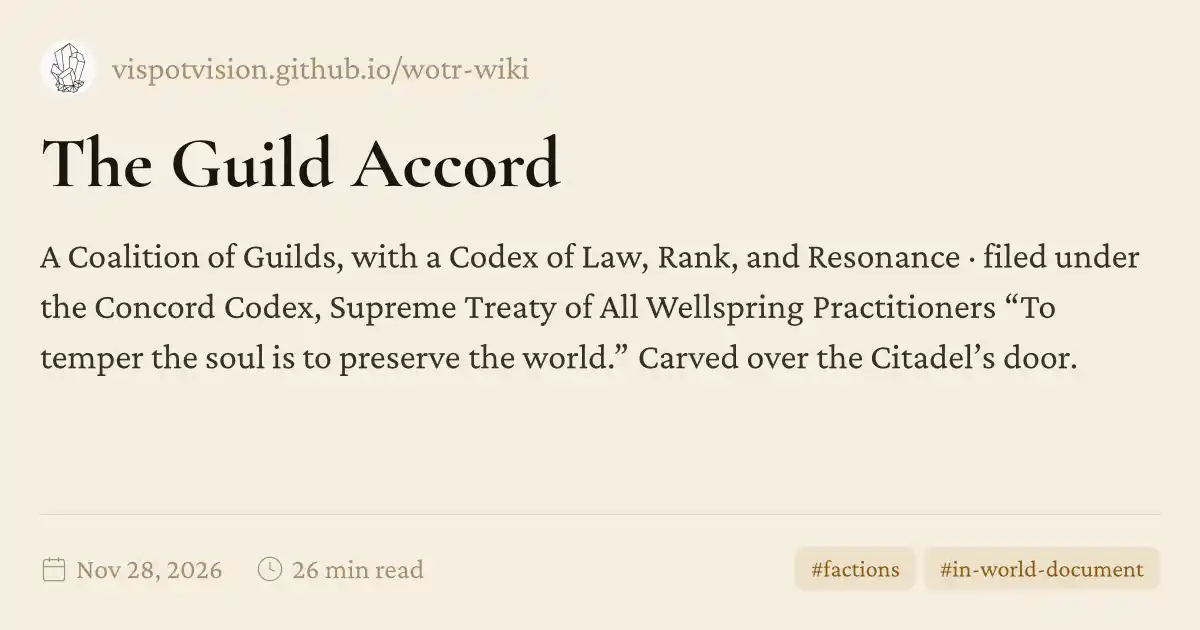 vispotvision.github.io/wotr-wiki
The Guild Accord
A Coalition of Guilds, with a Codex of Law, Rank, and Resonance · filed under
the Concord Codex, Supreme Treaty of All Wellspring Practitioners “To
temper the soul is to preserve the world.” Carved over the Citadel’s door.
Nov 28, 2026
26 min read
#factions
#in-world-document